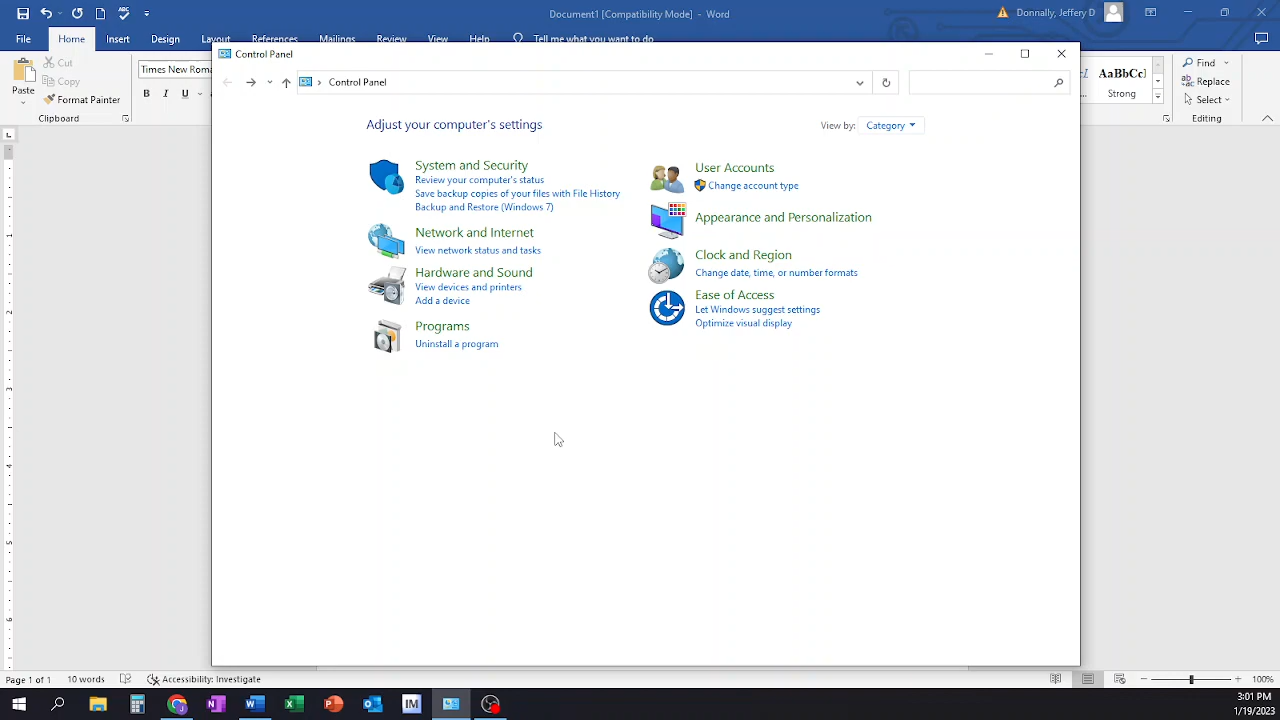 Document1 [Compatibility Mode] - Word
Donnally, Jeffery D
File Home Insert Design Layout References Mailings Review View Help Tell me what you want to do
Paste
Cut
Copy
Format Painter
Clipboard
Times New Roma
B I U
AaBbCcl
Strong
Find
Replace
Select
Editing
Control Panel
Control Panel
Adjust your computer's settings
View by: Category
System and Security
Review your computer's status
Save backup copies of your files with File History
Backup and Restore (Windows 7)
Network and Internet
View network status and tasks
Hardware and Sound
View devices and printers
Add a device
Programs
Uninstall a program
User Accounts
Change account type
Appearance and Personalization
Clock and Region
Change date, time, or number formats
Ease of Access
Let Windows suggest settings
Optimize visual display
Page 1 of 1 10 words Accessibility: Investigate
100%
IM
3:01 PM
1/19/2023